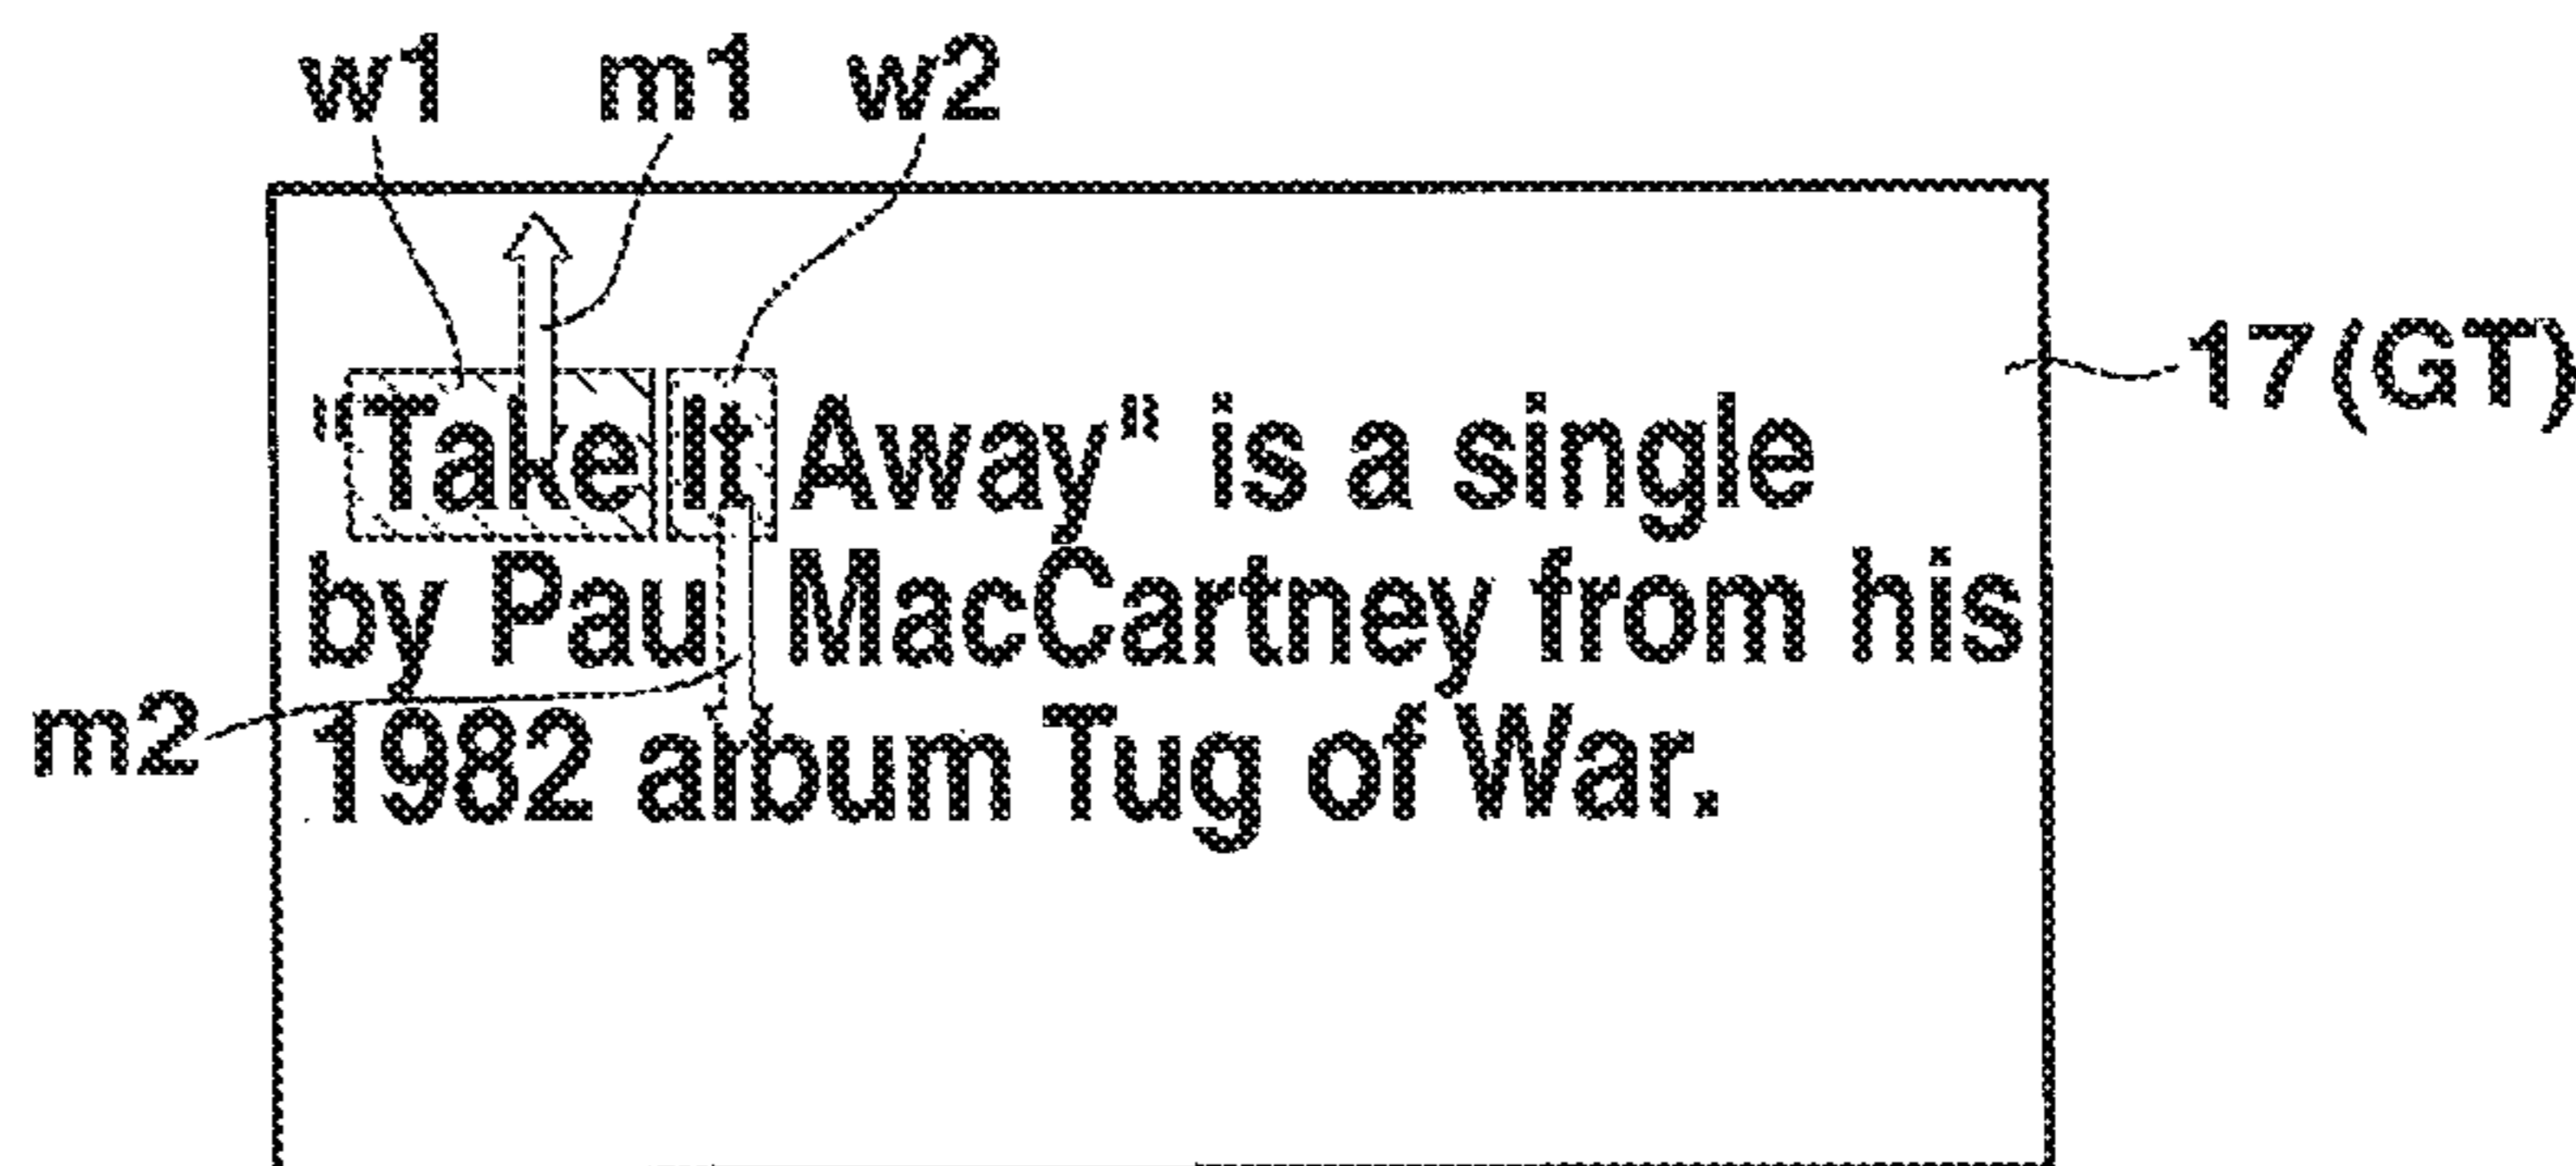 w1 m1 w2
17(GT)
"Take It Away" is a single
by Pau MacCartney from his
m2
1982 album Tug of War.